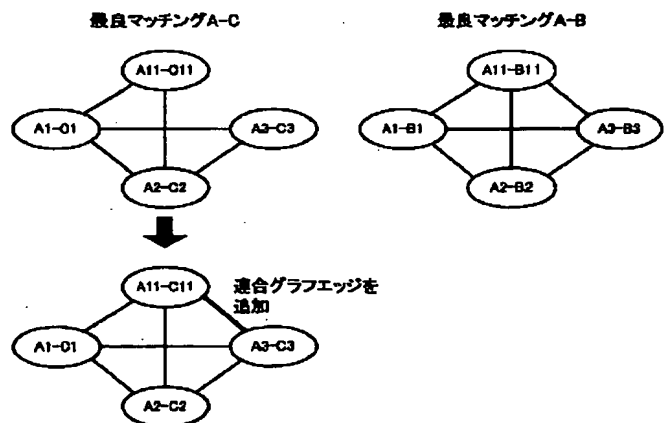 最良マッチングA-C
最良マッチングA-B
A11-C11
A1-C1
A3-C3
A2-C2
A11-B11
A1-B1
A3-B3
A2-B2
A11-C11
連合グラフエッジを
追加
A1-C1
A3-C3
A2-C2